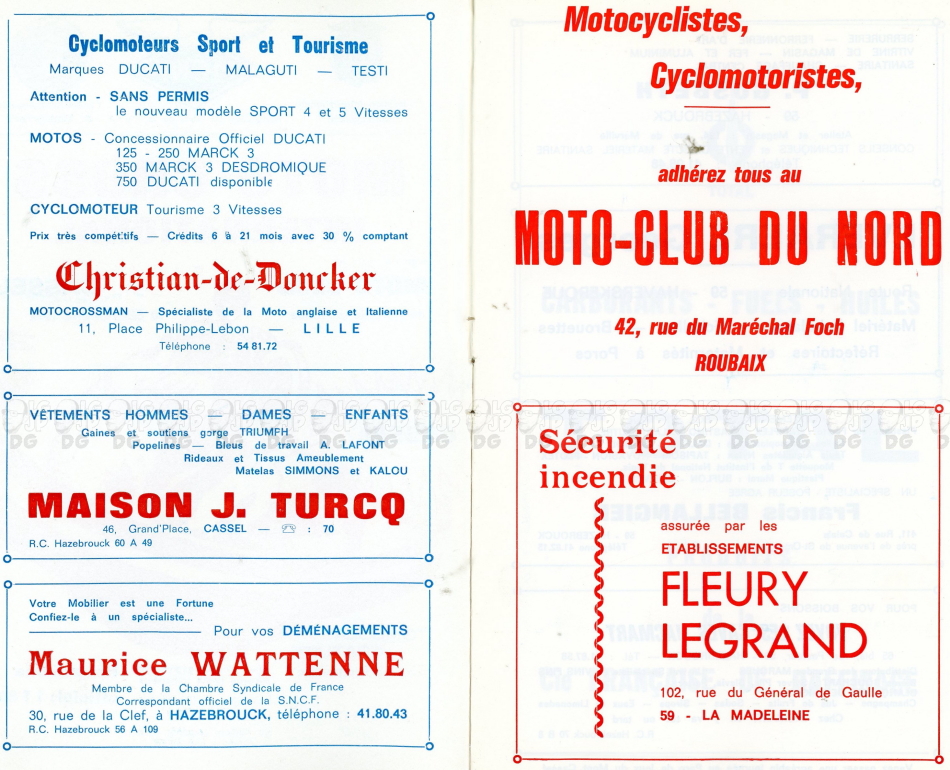 Cyclomoteurs Sport et Tourisme
Marques DUCATI — MALAGUTI — TESTI
Attention - SANS PERMIS
le nouveau modèle SPORT 4 et 5 Vitesses
MOTOS - Concessionnaire Officiel DUCATI
125 - 250 MARCK 3
350 MARCK 3 DESDROMIQUE
750 DUCATI disponible
CYCLOMOTEUR Tourisme 3 Vitesses
Prix très compétitifs — Crédits 6 à 21 mois avec 30 % comptant
Christian-de-Doncker
MOTOCROSSMAN — Spécialiste de la Moto anglaise et Italienne
11, Place Philippe-Lebon — LILLE
Téléphone : 54 81.72
VÊTEMENTS HOMMES — DAMES — ENFANTS
Gaines et soutiens gorge TRIUMPH
Popelines — Bleus de travail A. LAFONT
Rideaux et Tissus Ameublement
Matelas SIMMONS et KALOU
MAISON J. TURCQ
46, Grand'Place, CASSEL — ☏ : 70
R.C. Hazebrouck 60 A 49
Votre Mobilier est une Fortune
Confiez-le à un spécialiste...
Pour vos DÉMÉNAGEMENTS
Maurice WATTENNE
Membre de la Chambre Syndicale de France
Correspondant officiel de la S.N.C.F.
30, rue de la Clef, à HAZEBROUCK, téléphone : 41.80.43
R.C. Hazebrouck 56 A 109
Motocyclistes,
Cyclomotoristes,
adhérez tous au
MOTO-CLUB DU NORD
42, rue du Maréchal Foch
ROUBAIX
Sécurité
incendie
assurée par les
ETABLISSEMENTS
FLEURY
LEGRAND
102, rue du Général de Gaulle
59 - LA MADELEINE